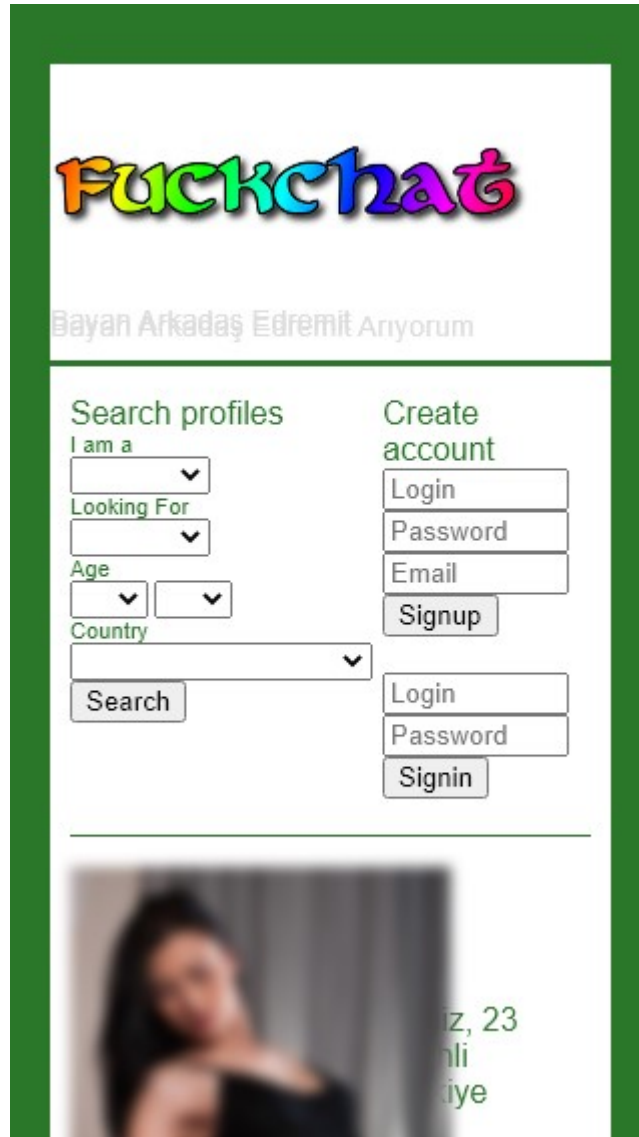 Fuckchat
Bayan Arkadaş Edremit Arıyorum
Search profiles
I am a
Looking For
Age
Country
Search
Create
account
Login
Password
Email
Signup
Login
Password
Signin
23